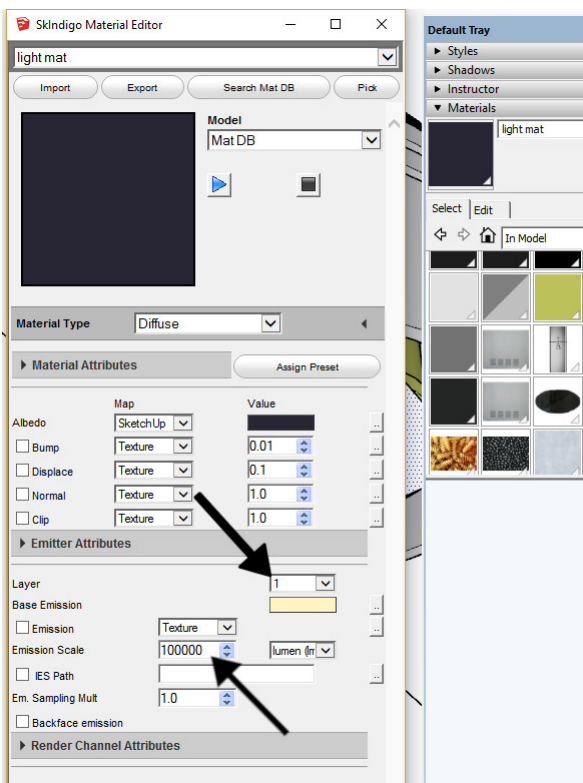 SkIndigo Material Editor
light mat
Import Export Search Mat DB Pick
Model
Mat DB
Material Type Diffuse
Material Attributes Assign Preset
Map Value
Albedo SketchUp ..
Bump Texture 0.01 ..
Displace Texture 0.1 ..
Normal Texture 1.0 ..
Clip Texture 1.0 ..
Emitter Attributes
Layer 1
Base Emission ..
Emission Texture ..
Emission Scale 100000 lumen (lm
IES Path ..
Em. Sampling Mult 1.0
Backface emission
Render Channel Attributes
Default Tray
Styles
Shadows
Instructor
Materials
light mat
Select Edit
In Model